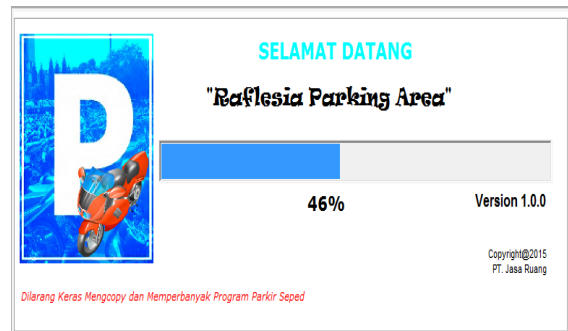 P
SELAMAT DATANG
"Raflesia Parking Area"
46%
Version 1.0.0
Copyright@2015
PT. Jasa Ruang
Dilarang Keras Mengcopy dan Memperbanyak Program Parkir Seped